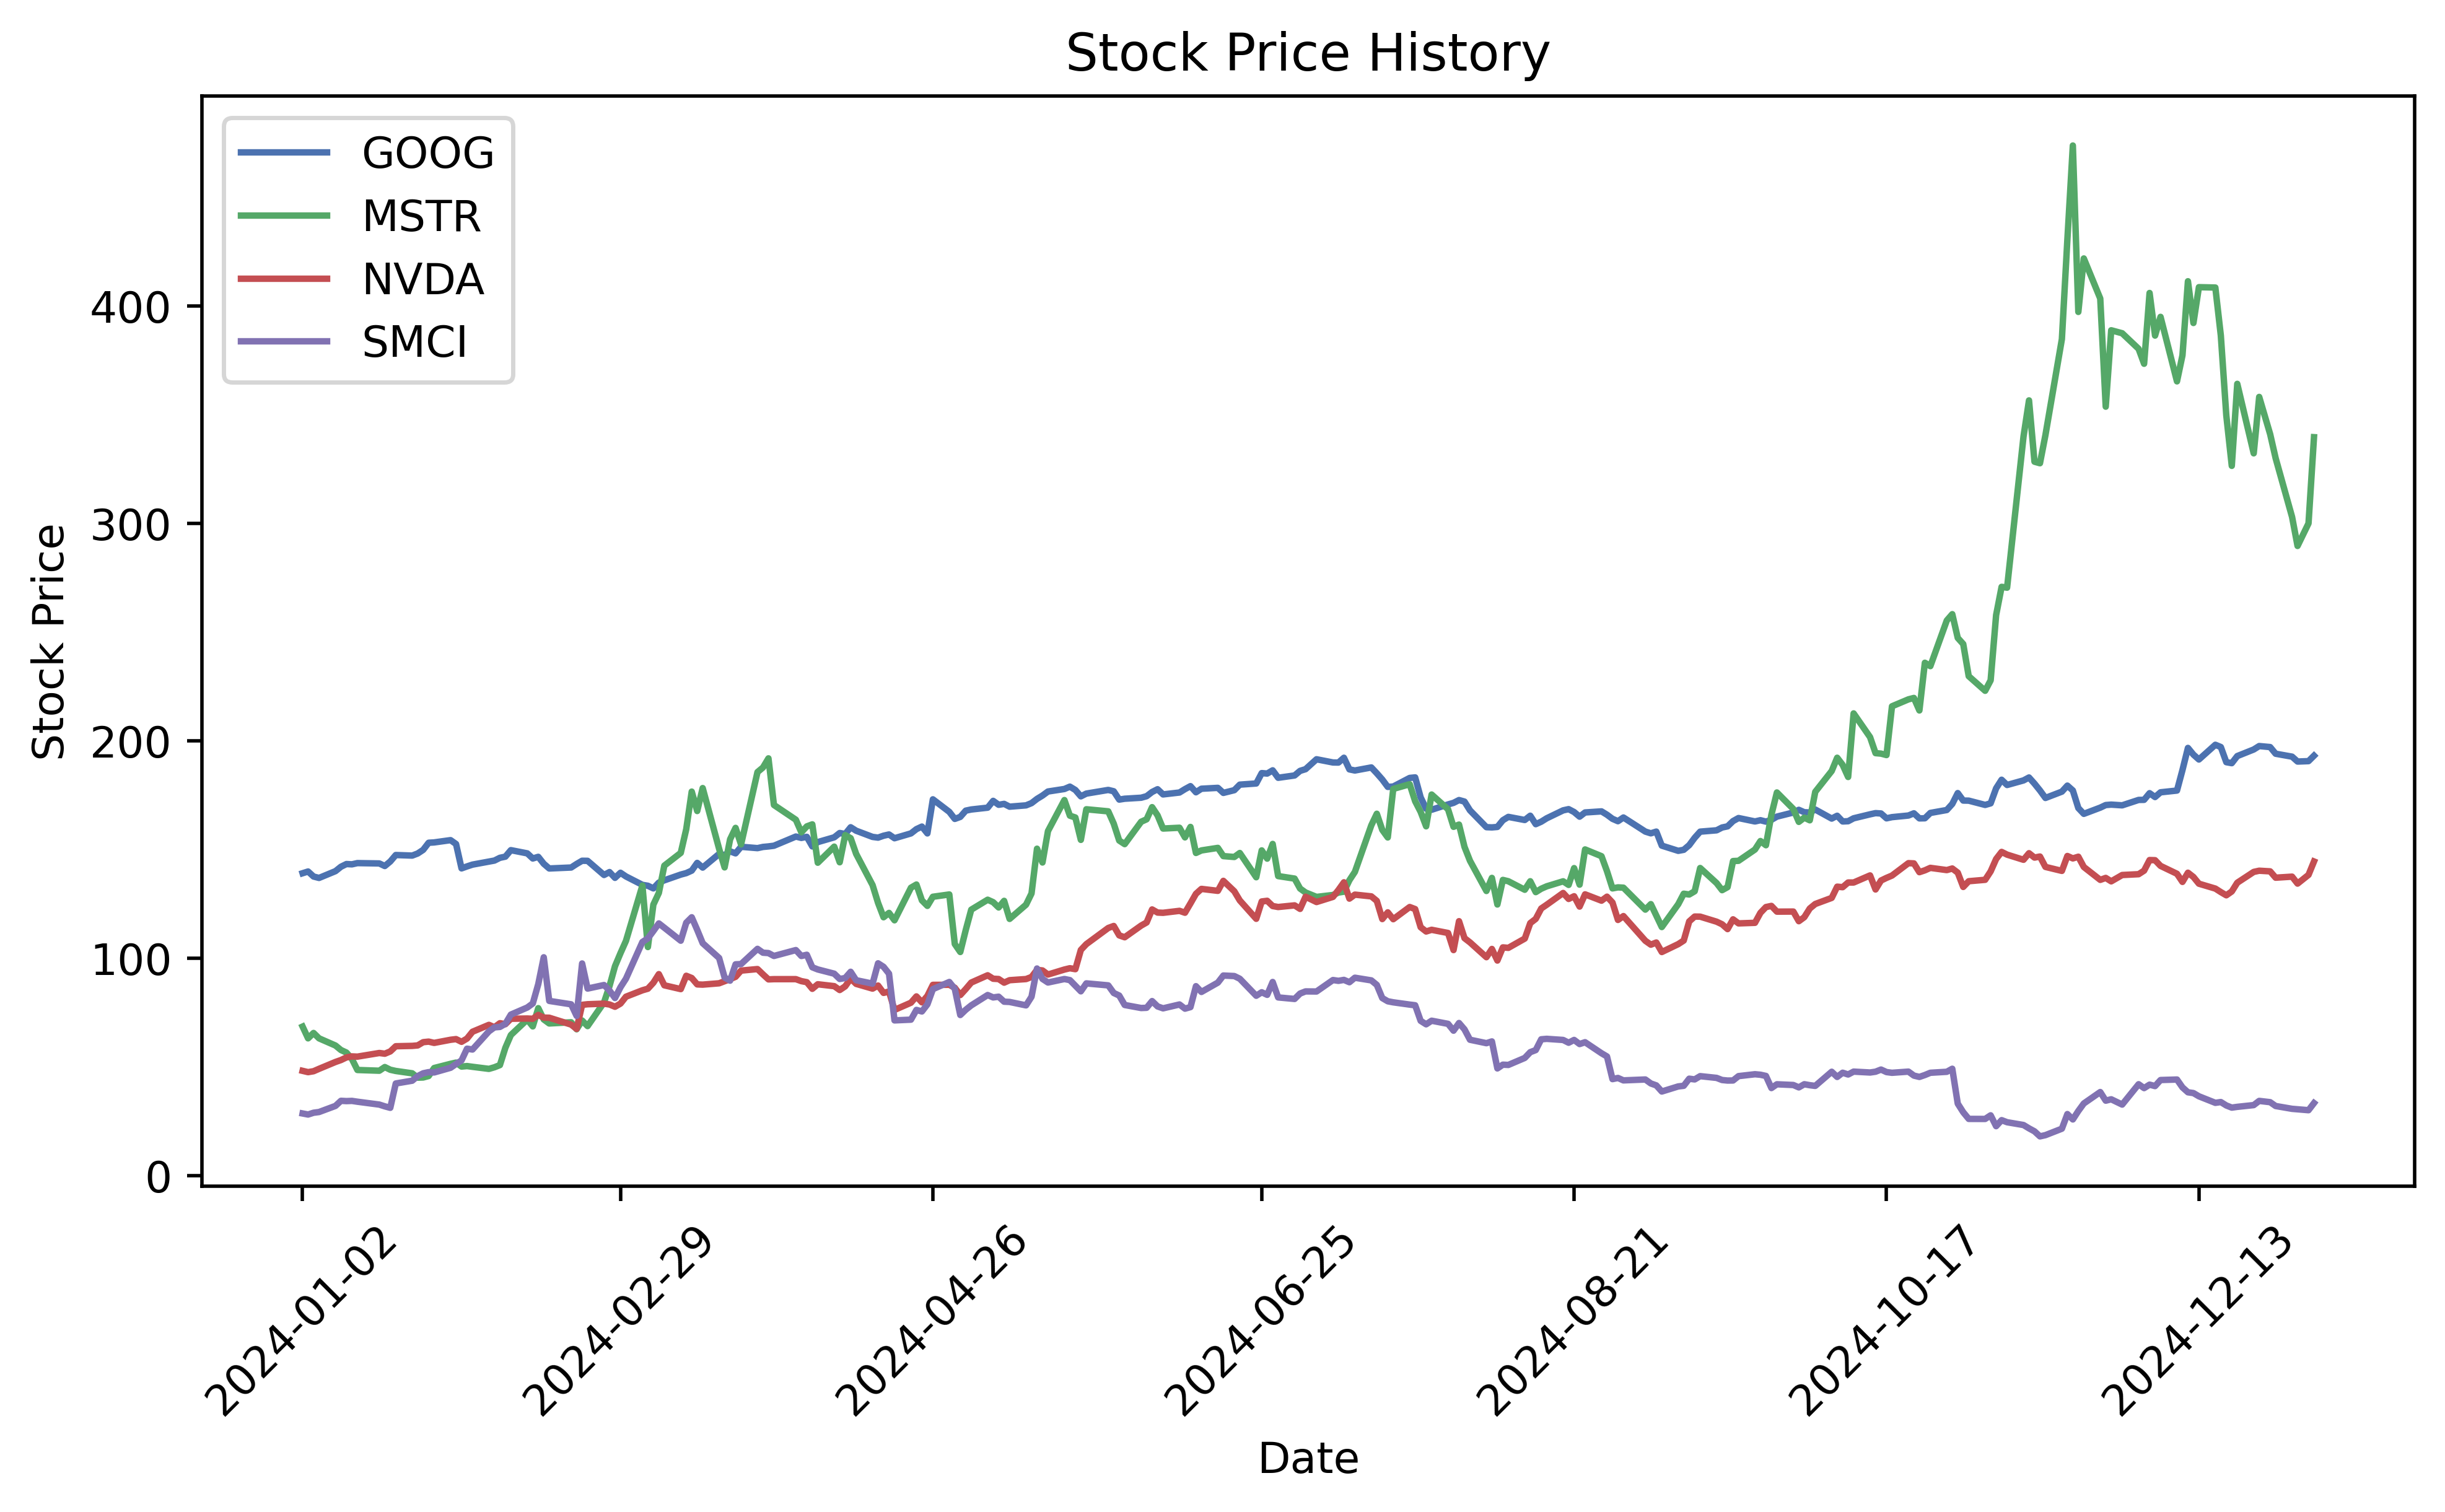 Stock Price History
GOOG
MSTR
NVDA
SMCI
Stock Price
400
300
200
100
0
2024-01-02
2024-02-29
2024-04-26
2024-06-25
2024-08-21
2024-10-17
2024-12-13
Date